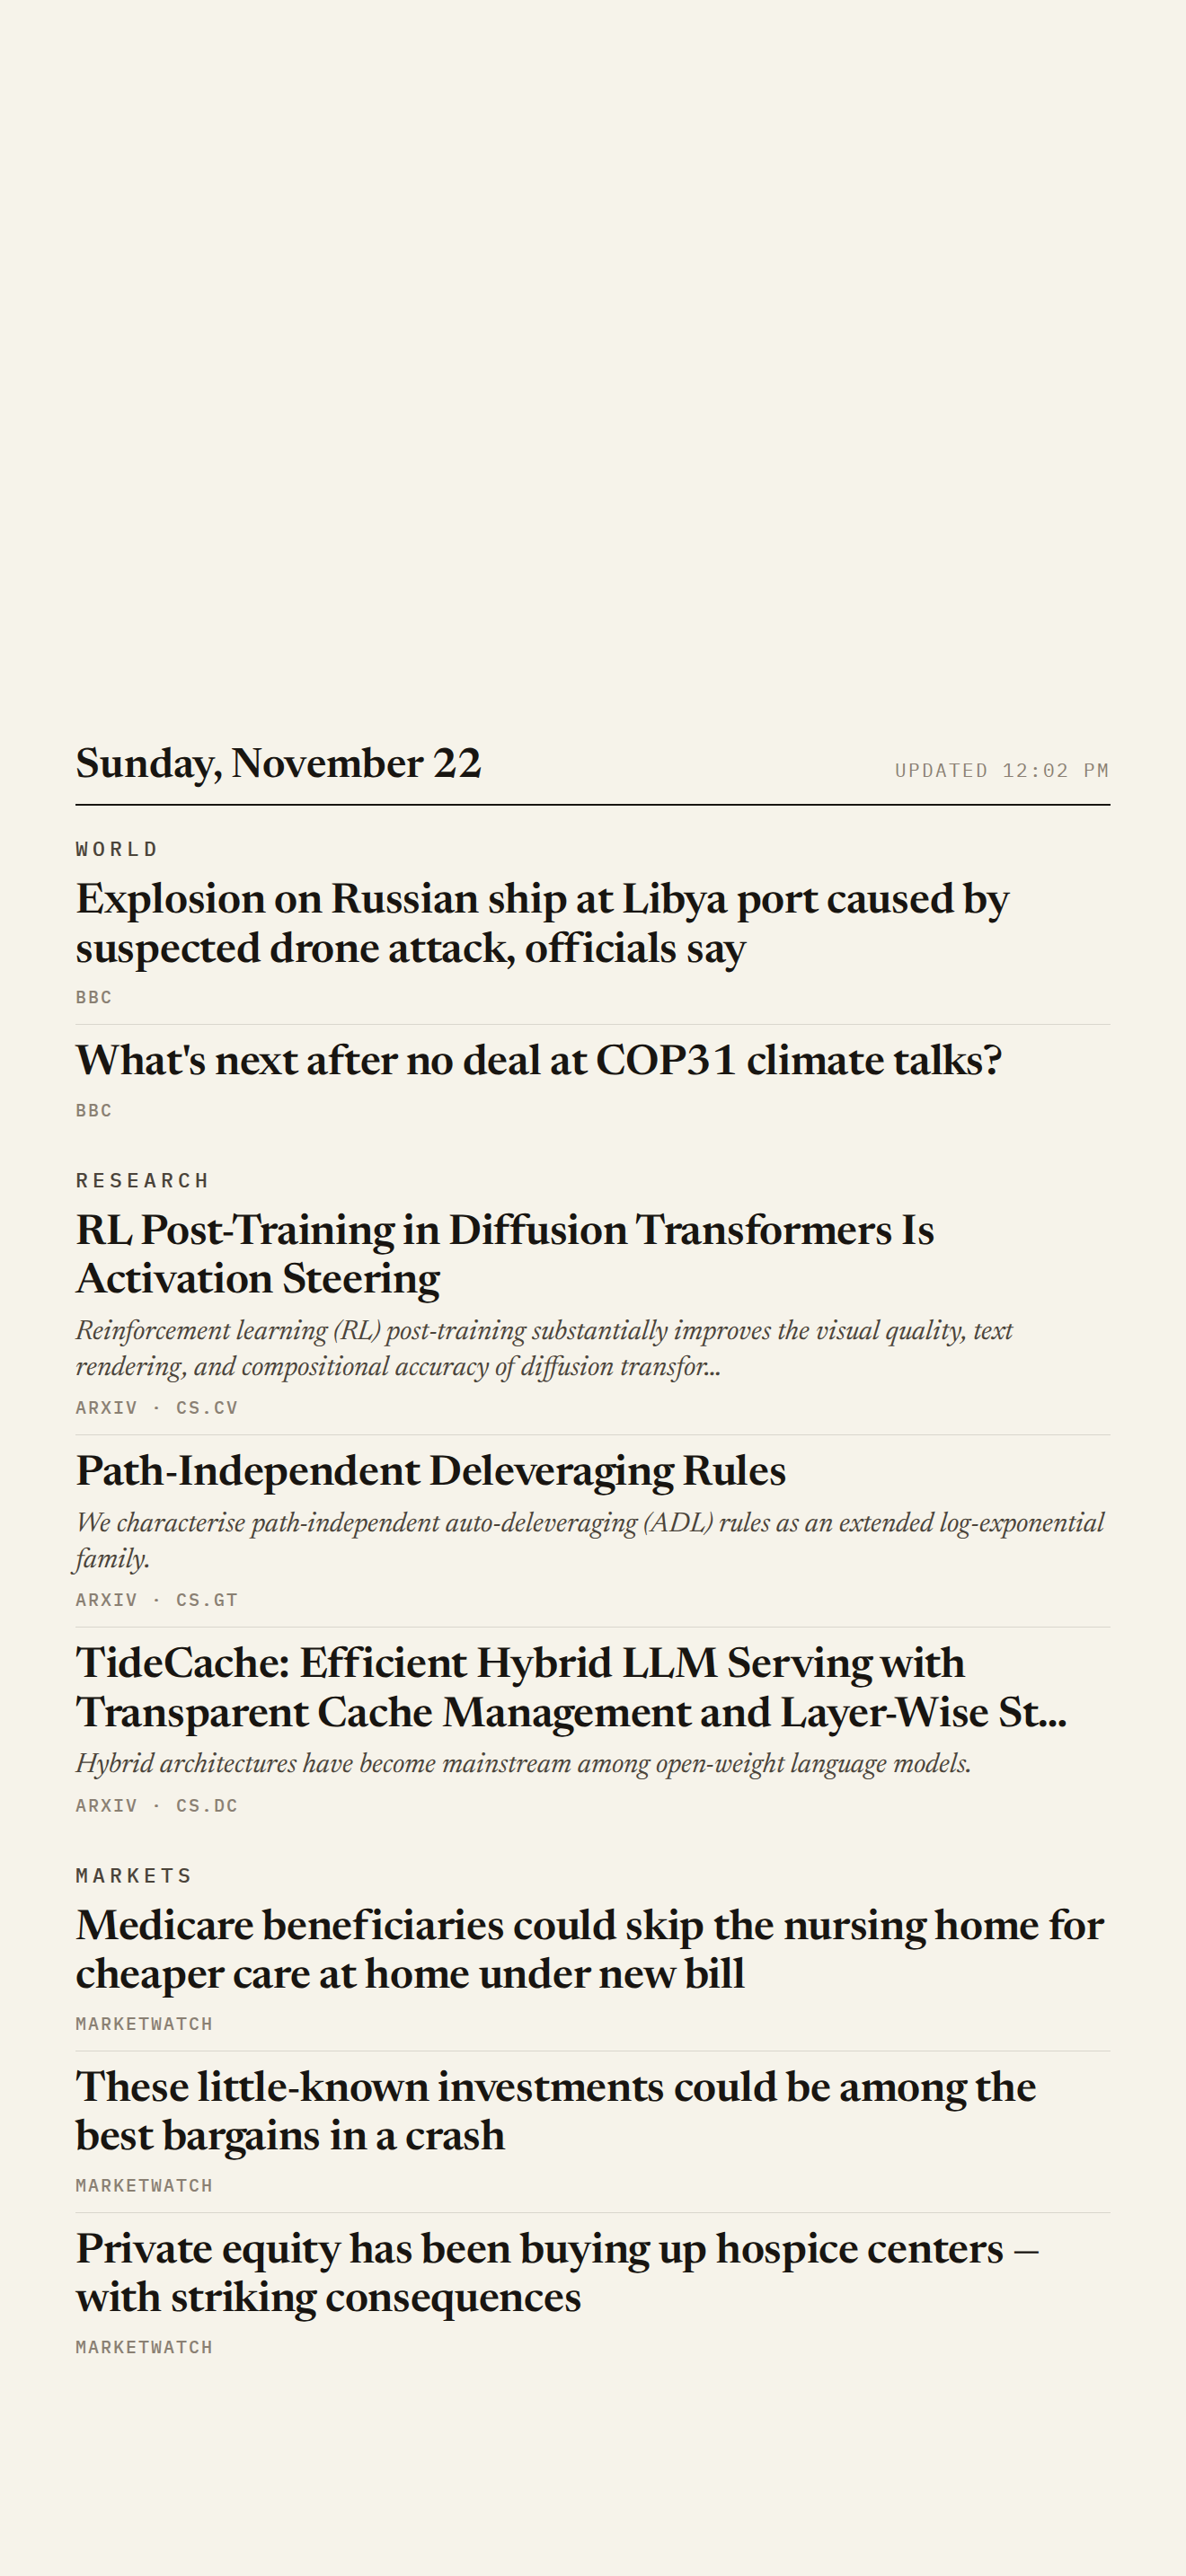 Sunday, November 22
UPDATED 12:02 PM
WORLD
Explosion on Russian ship at Libya port caused by
suspected drone attack, officials say
BBC
What's next after no deal at COP31 climate talks?
BBC
RESEARCH
RL Post-Training in Diffusion Transformers Is
Activation Steering
Reinforcement learning (RL) post-training substantially improves the visual quality, text
rendering, and compositional accuracy of diffusion transfor...
ARXIV · CS.CV
Path-Independent Deleveraging Rules
We characterise path-independent auto-deleveraging (ADL) rules as an extended log-exponential
family.
ARXIV · CS.GT
TideCache: Efficient Hybrid LLM Serving with
Transparent Cache Management and Layer-Wise St...
Hybrid architectures have become mainstream among open-weight language models.
ARXIV · CS.DC
MARKETS
Medicare beneficiaries could skip the nursing home for
cheaper care at home under new bill
MARKETWATCH
These little-known investments could be among the
best bargains in a crash
MARKETWATCH
Private equity has been buying up hospice centers —
with striking consequences
MARKETWATCH